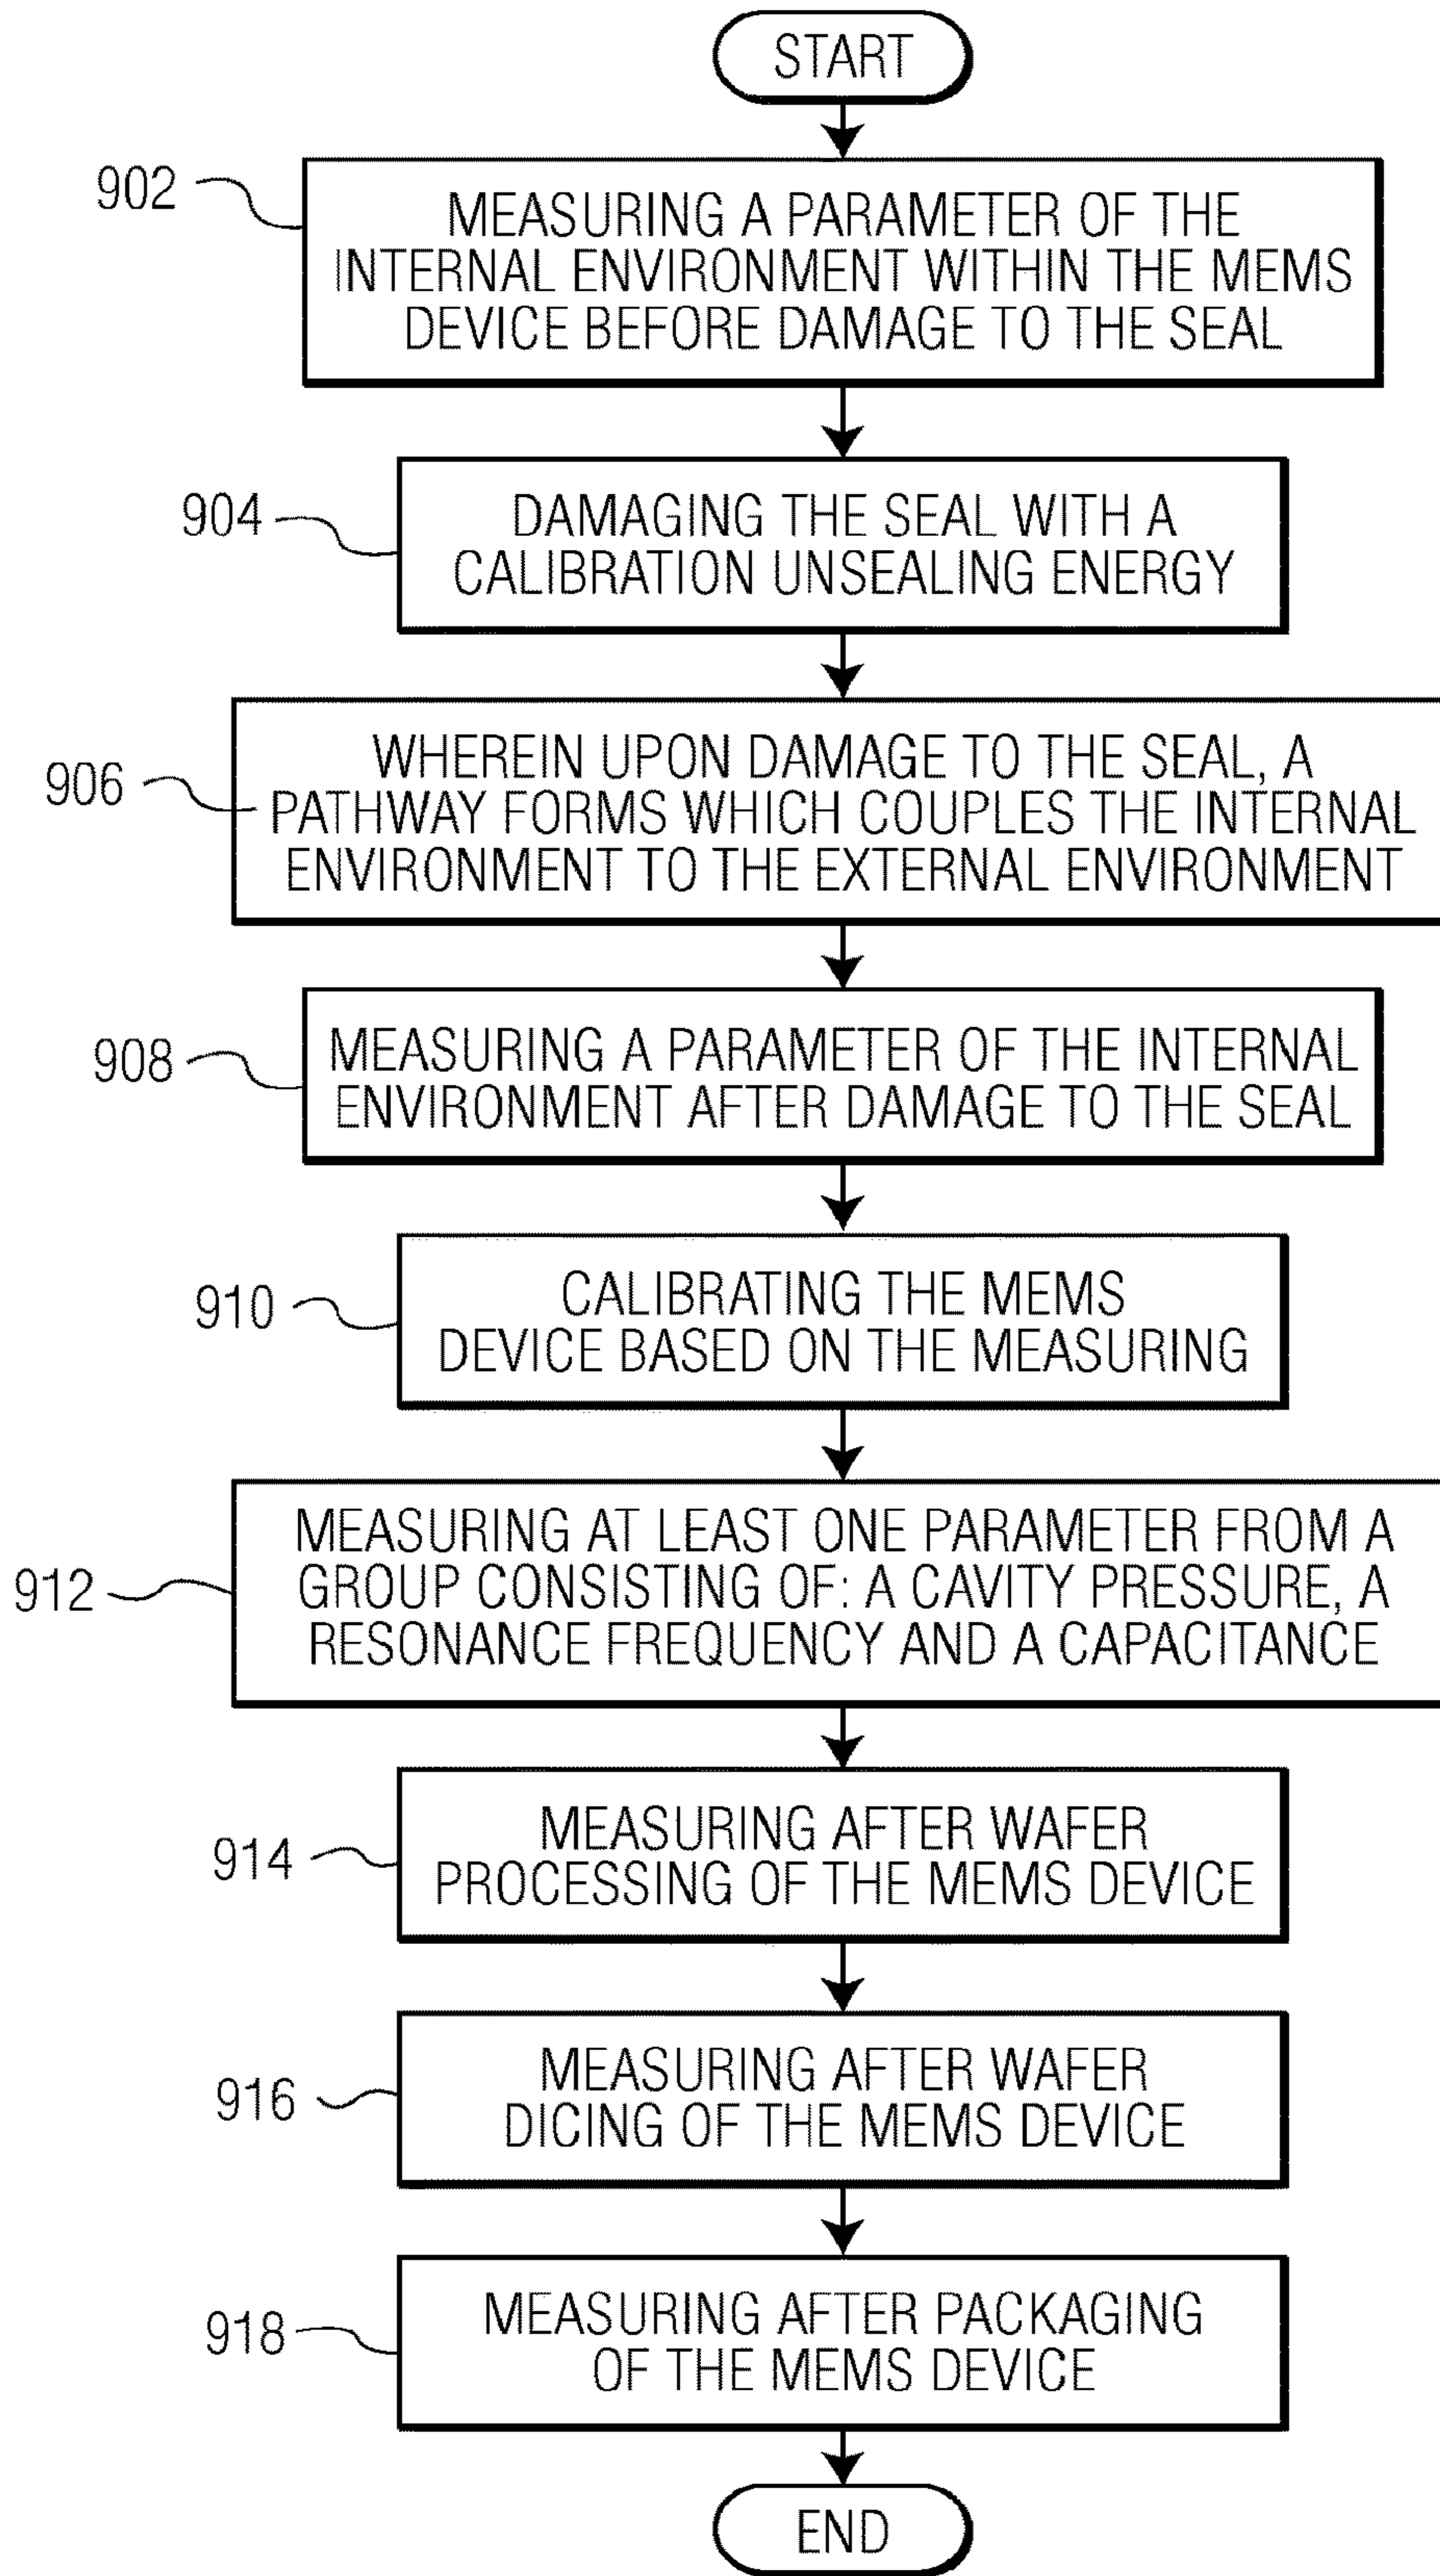 START
902
MEASURING A PARAMETER OF THE
INTERNAL ENVIRONMENT WITHIN THE MEMS
DEVICE BEFORE DAMAGE TO THE SEAL
904
DAMAGING THE SEAL WITH A
CALIBRATION UNSEALING ENERGY
906
WHEREIN UPON DAMAGE TO THE SEAL, A
PATHWAY FORMS WHICH COUPLES THE INTERNAL
ENVIRONMENT TO THE EXTERNAL ENVIRONMENT
908
MEASURING A PARAMETER OF THE INTERNAL
ENVIRONMENT AFTER DAMAGE TO THE SEAL
910
CALIBRATING THE MEMS
DEVICE BASED ON THE MEASURING
912
MEASURING AT LEAST ONE PARAMETER FROM A
GROUP CONSISTING OF: A CAVITY PRESSURE, A
RESONANCE FREQUENCY AND A CAPACITANCE
914
MEASURING AFTER WAFER
PROCESSING OF THE MEMS DEVICE
916
MEASURING AFTER WAFER
DICING OF THE MEMS DEVICE
918
MEASURING AFTER PACKAGING
OF THE MEMS DEVICE
END